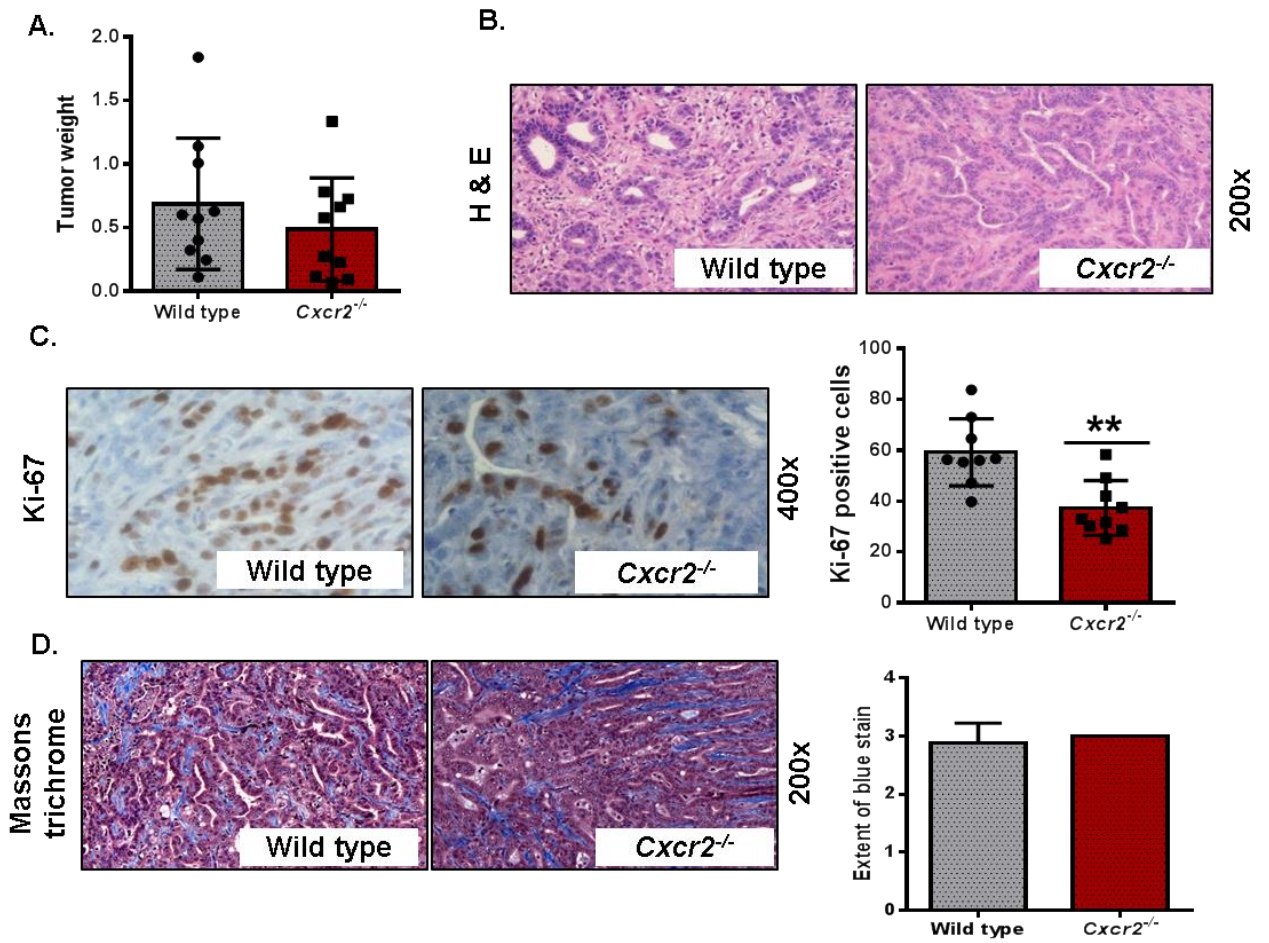 A.
Tumor weight
2.0
1.5
1.0
0.5
0.0
Wild type
Cxcr2-/-
B.
H & E
Wild type
Cxcr2-/-
200x
C.
Ki-67
Wild type
Cxcr2-/-
400x
Ki-67 positive cells
100
80
60
40
20
0
**
Wild type
Cxcr2-/-
D.
Massons
trichrome
Wild type
Cxcr2-/-
200x
Extent of blue stain
4
3
2
1
0
Wild type
Cxcr2-/-